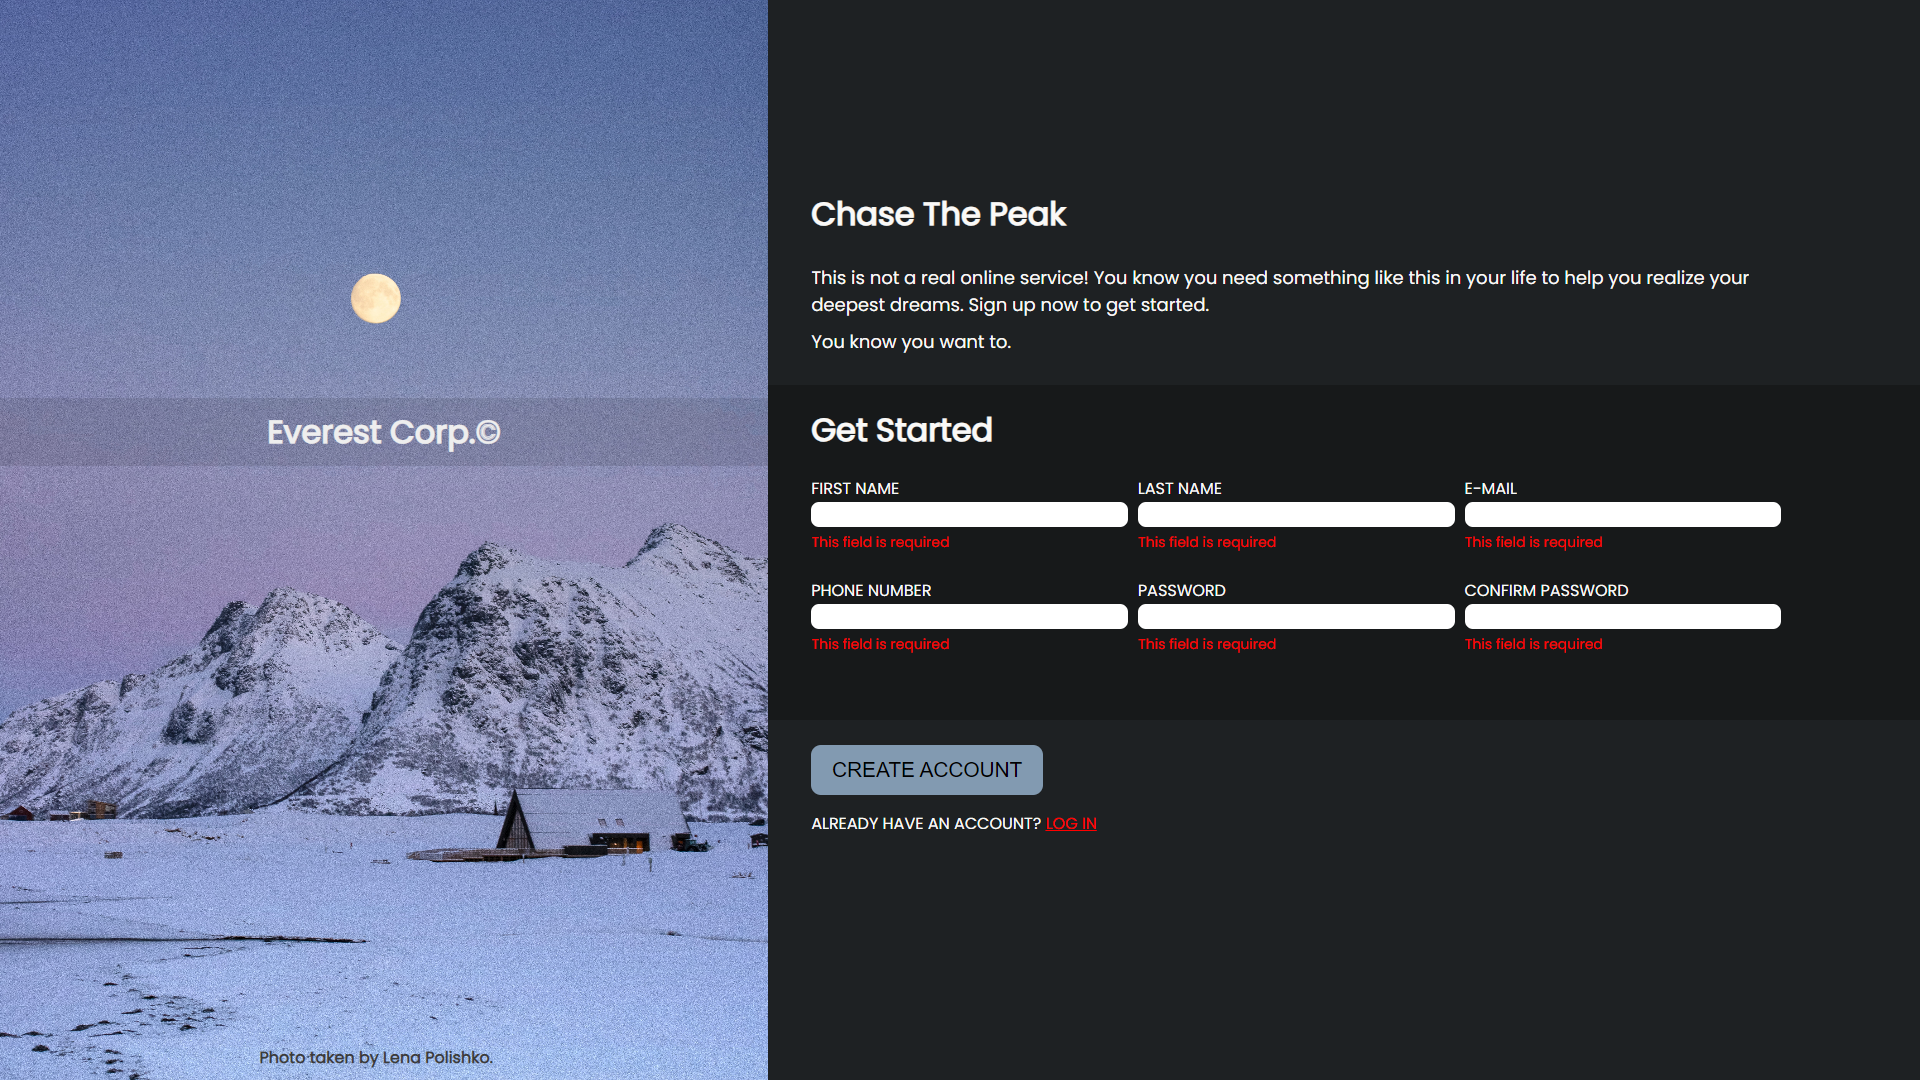 Everest Corp.©
Photo taken by Lena Polishko.
Chase The Peak
This is not a real online service! You know you need something like this in your life to help you realize your
deepest dreams. Sign up now to get started.
You know you want to.
Get Started
FIRST NAME
LAST NAME
E-MAIL
This field is required
This field is required
This field is required
PHONE NUMBER
PASSWORD
CONFIRM PASSWORD
This field is required
This field is required
This field is required
CREATE ACCOUNT
ALREADY HAVE AN ACCOUNT? LOG IN